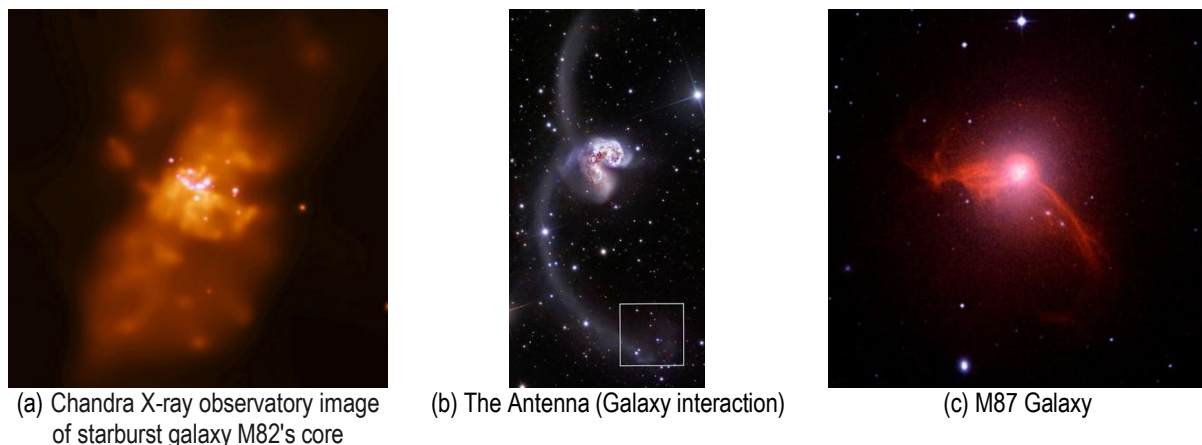 (a) Chandra X-ray observatory image
of starburst galaxy M82's core
(b) The Antenna (Galaxy interaction)
(c) M87 Galaxy